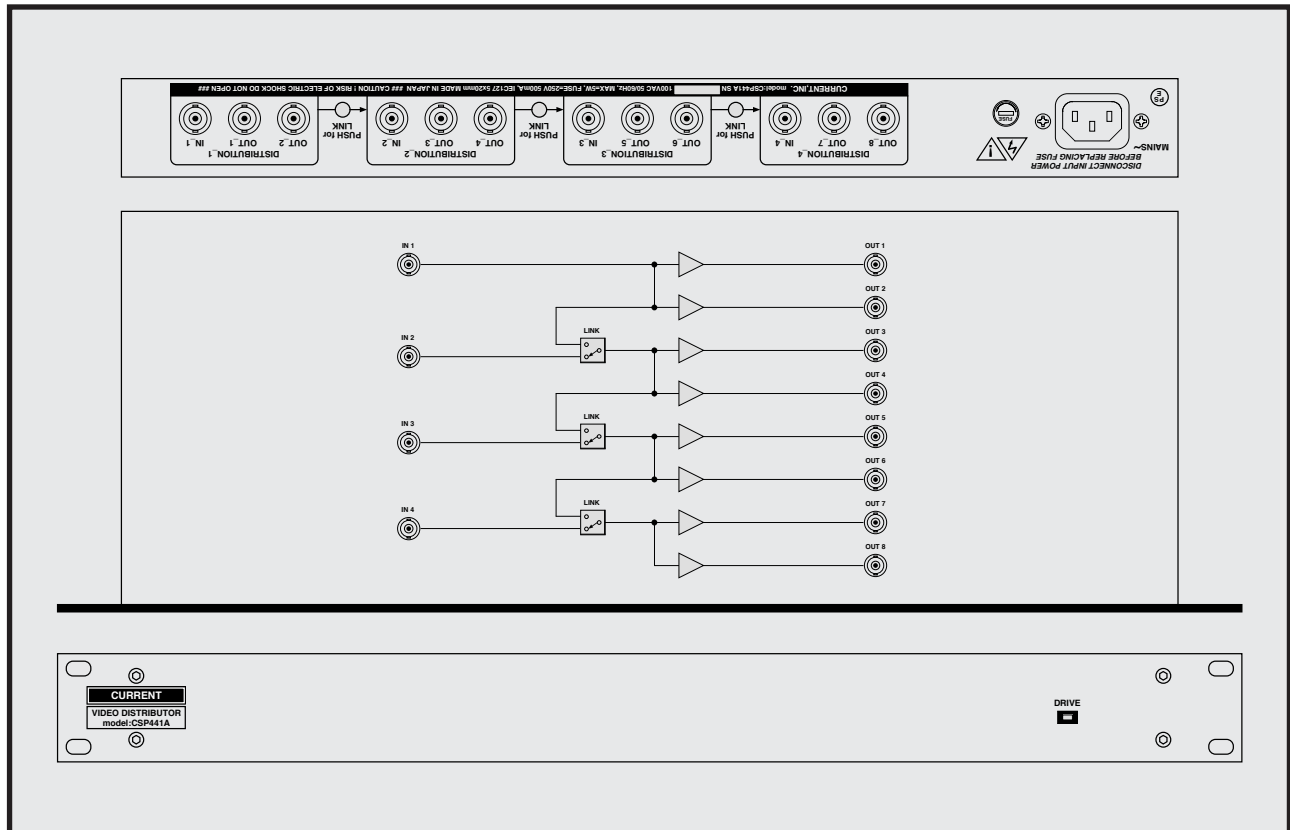 CURRENT,INC. model:CSP441A SN 100V AC 50/60Hz, MAX=5W, FUSE=250V 500mA, IEC127 5x20mm MADE IN JAPAN ### CAUTION ! RISK OF ELECTRIC SHOCK DO NOT OPEN ###
IN_1
OUT_1
OUT_2
DISTRIBUTION_1
PUSH for
LINK
IN_2
OUT_3
OUT_4
DISTRIBUTION_2
PUSH for
LINK
IN_3
OUT_5
OUT_6
DISTRIBUTION_3
PUSH for
LINK
IN_4
OUT_7
OUT_8
DISTRIBUTION_4
FUSE
PS
E
MAINS~
DISCONNECT INPUT POWER
BEFORE REPLACING FUSE
IN 1
OUT 1
OUT 2
LINK
IN 2
OUT 3
OUT 4
LINK
IN 3
OUT 5
OUT 6
LINK
IN 4
OUT 7
OUT 8
CURRENT
VIDEO DISTRIBUTOR
model:CSP441A
DRIVE